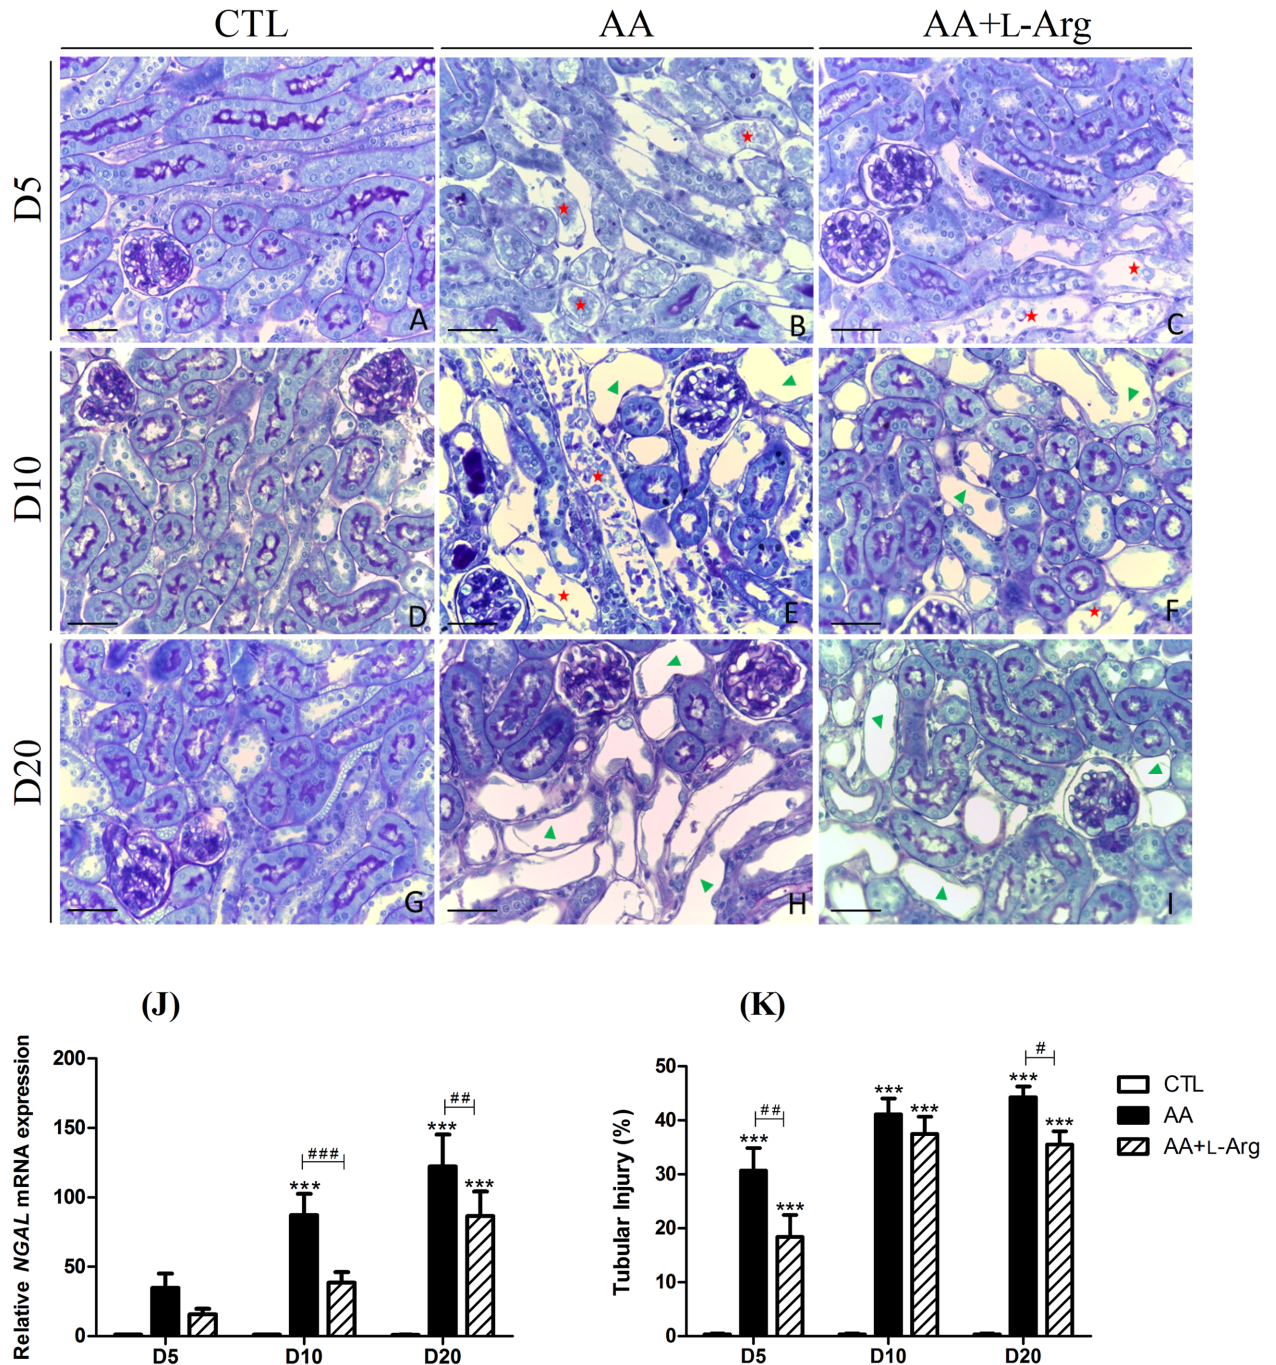 CTL AA AA+L-Arg
D5
A B C
D10
D E F
D20
G H I
(J) (K)
Relative NGAL mRNA expression
200
150
100
50
0
*** *** ***
### ##
D5 D10 D20
Tubular Injury (%)
50
40
30
20
10
0
*** *** *** *** *** ***
## #
D5 D10 D20
CTL
AA
AA+L-Arg